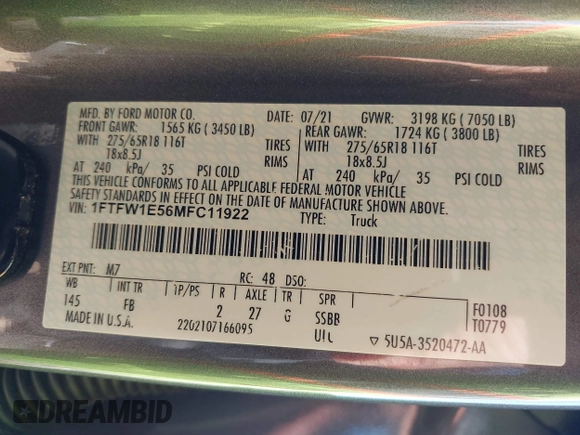 MFD. BY FORD MOTOR CO. DATE: 07/21 GVWR: 3198 KG ( 7050 LB)
FRONT GAWR: 1565 KG ( 3450 LB) REAR GAWR: 1724 KG ( 3800 LB)
WITH 275/65R18 116T TIRES WITH 275/65R18 116T TIRES
18x8.5J RIMS 18x8.5J RIMS
AT 240 kPa/ 35 PSI COLD AT 240 kPa/ 35 PSI COLD
THIS VEHICLE CONFORMS TO ALL APPLICABLE FEDERAL MOTOR VEHICLE
SAFETY STANDARDS IN EFFECT ON THE DATE OF MANUFACTURE SHOWN ABOVE.
VIN: 1FTFW1E56MFC11922 TYPE: Truck
EXT PNT: M7 RC: 48 DSO:
WB INT TR TP/PS R AXLE TR SPR F0108
145 FB 2 27 G SSBB T0779
MADE IN U.S.A. 2202107166095 5U5A-3520472-AA
DREAMBID